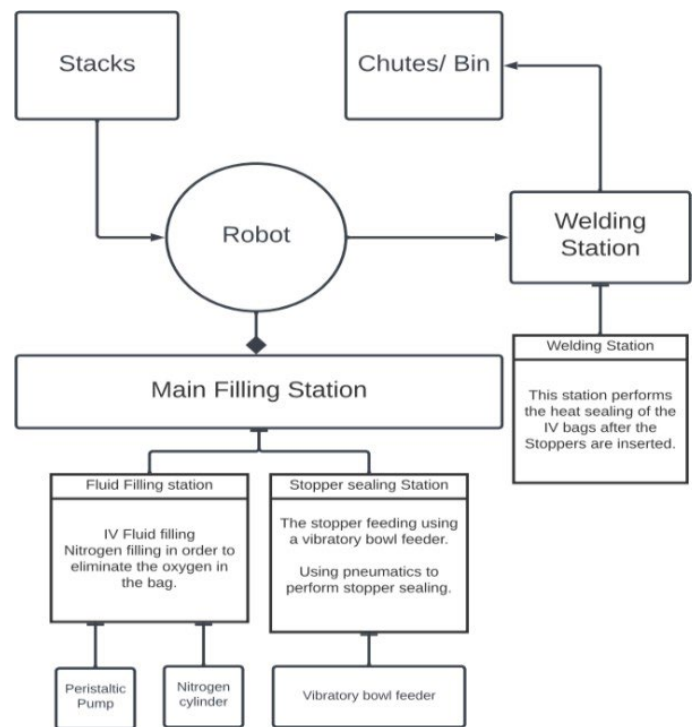 Stacks
Chutes/ Bin
Robot
Welding
Station
Main Filling Station
Welding Station
This station performs
the heat sealing of the
IV bags after the
Stoppers are inserted.
Fluid Filling station
IV Fluid filling
Nitrogen filling in order to
eliminate the oxygen in
the bag.
Stopper sealing Station
The stopper feeding using
a vibratory bowl feeder.
Using pneumatics to
perform stopper sealing.
Peristaltic
Pump
Nitrogen
cylinder
Vibratory bowl feeder